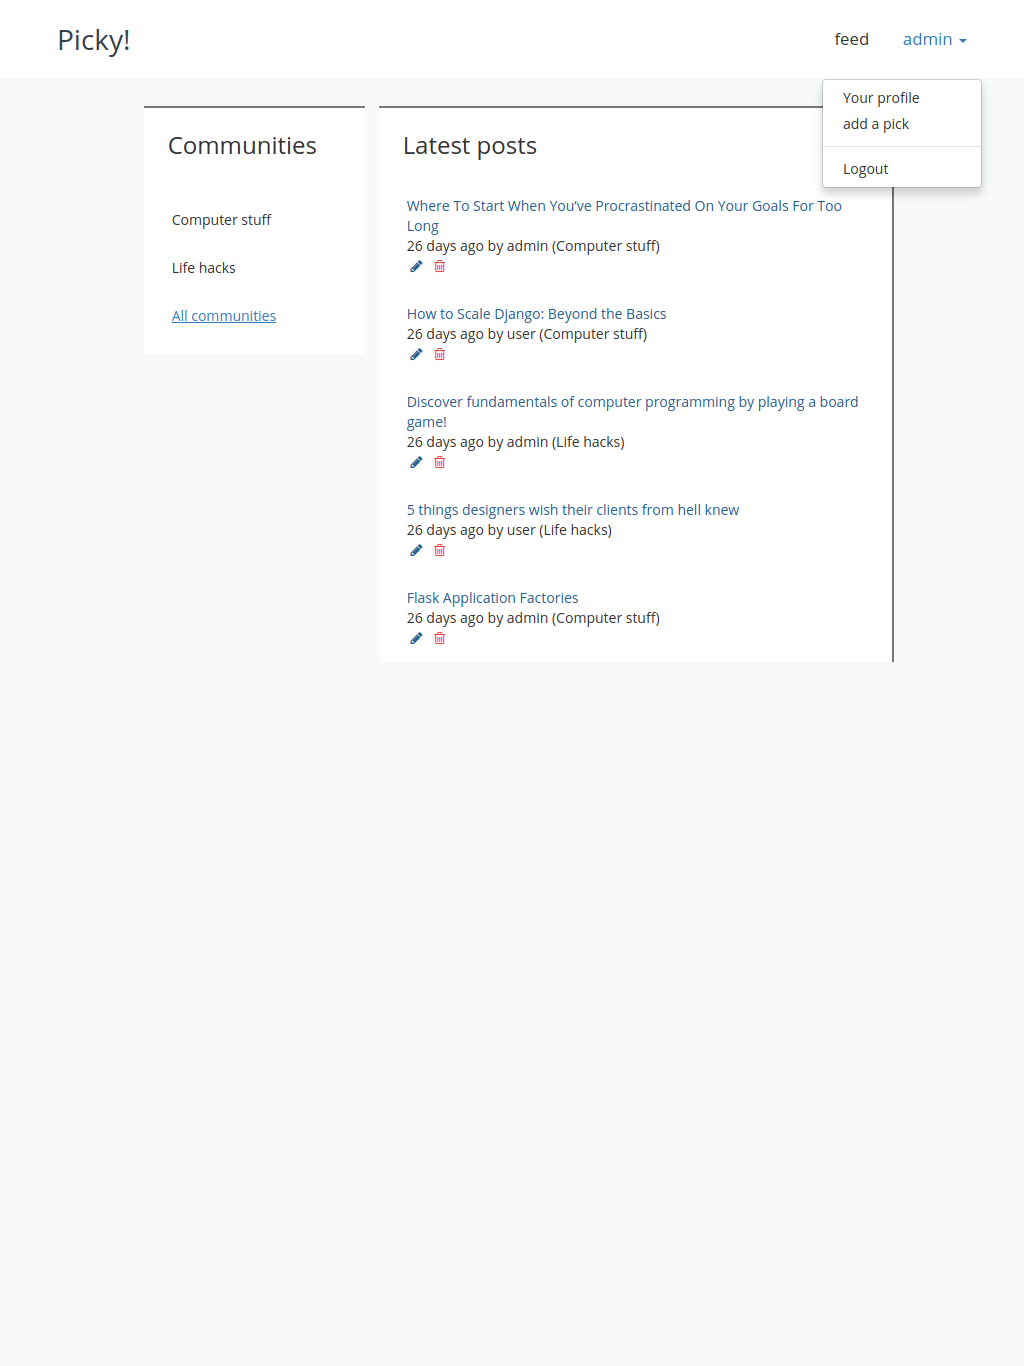 Picky!
feed
admin
Your profile
add a pick
Logout
Communities
Computer stuff
Life hacks
All communities
Latest posts
Where To Start When You’ve Procrastinated On Your Goals For Too
Long
26 days ago by admin (Computer stuff)
How to Scale Django: Beyond the Basics
26 days ago by user (Computer stuff)
Discover fundamentals of computer programming by playing a board
game!
26 days ago by admin (Life hacks)
5 things designers wish their clients from hell knew
26 days ago by user (Life hacks)
Flask Application Factories
26 days ago by admin (Computer stuff)